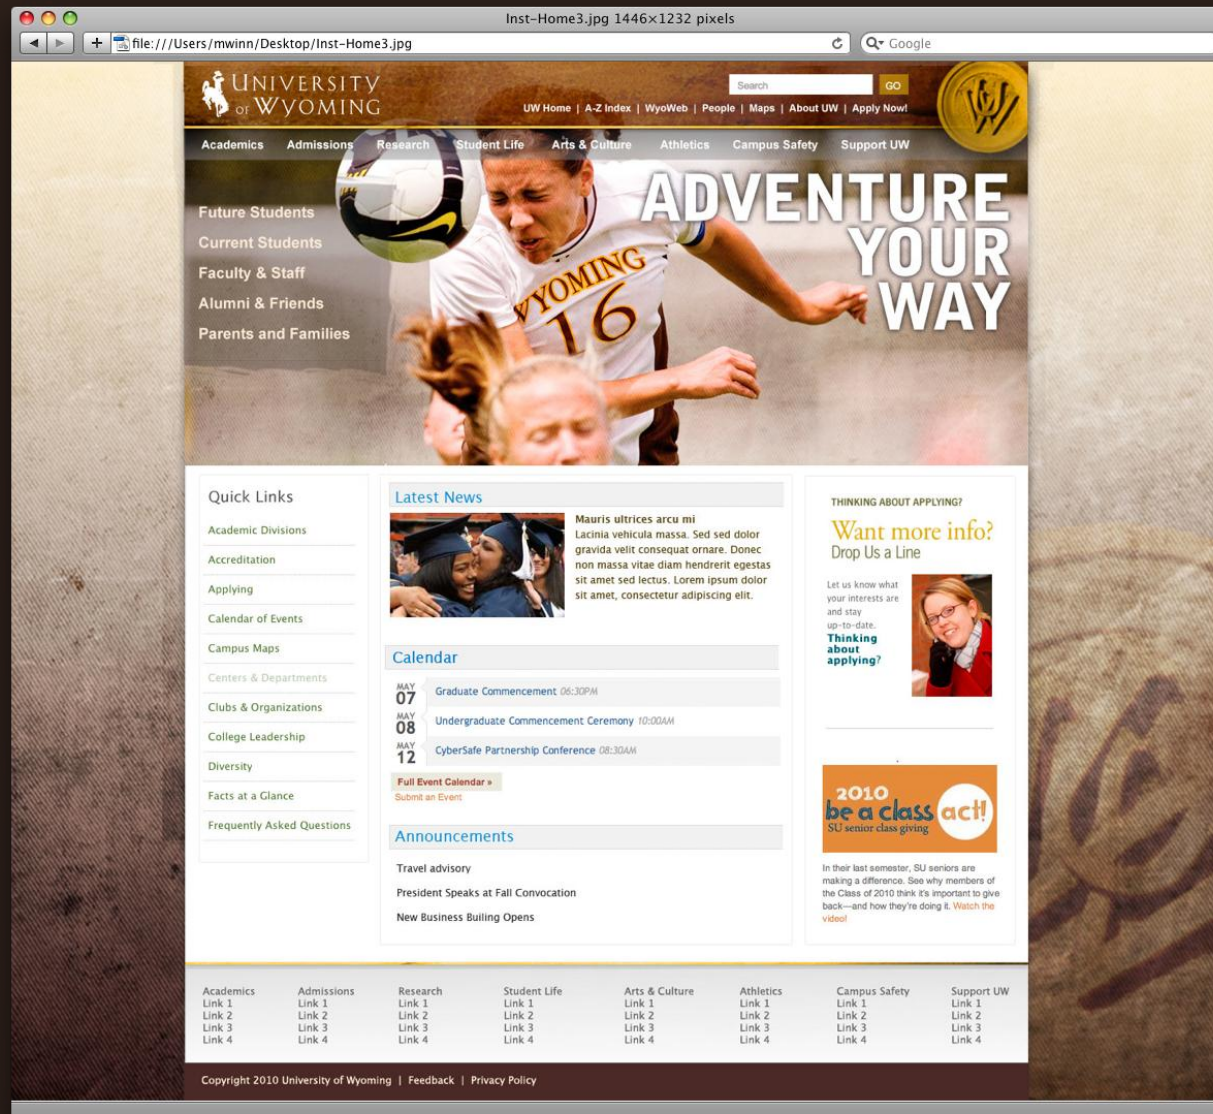 Inst-Home3.jpg 1446×1232 pixels
file:///Users/mwinn/Desktop/Inst-Home3.jpg
Google
UNIVERSITY
OF WYOMING
Search
GO
UW Home | A-Z Index | WyoWeb | People | Maps | About UW | Apply Now!
Academics Admissions Research Student Life Arts & Culture Athletics Campus Safety Support UW
ADVENTURE
YOUR
WAY
Future Students
Current Students
Faculty & Staff
Alumni & Friends
Parents and Families
WYOMING
16
Quick Links
Academic Divisions
Accreditation
Applying
Calendar of Events
Campus Maps
Centers & Departments
Clubs & Organizations
College Leadership
Diversity
Facts at a Glance
Frequently Asked Questions
Latest News
Mauris ultrices arcu mi
Lacinia vehicula massa. Sed sed dolor
gravida velit consequat ornare. Donec
non massa vitae diam hendrerit egestas
sit amet sed lectus. Lorem ipsum dolor
sit amet, consectetur adipiscing elit.
Calendar
MAY
07
Graduate Commencement 06:30PM
MAY
08
Undergraduate Commencement Ceremony 10:00AM
MAY
12
CyberSafe Partnership Conference 08:30AM
Full Event Calendar »
Submit an Event
Announcements
Travel advisory
President Speaks at Fall Convocation
New Business Builing Opens
THINKING ABOUT APPLYING?
Want more info?
Drop Us a Line
Let us know what
your interests are
and stay
up-to-date.
Thinking
about
applying?
2010
be a class act!
SU senior class giving
In their last semester, SU seniors are
making a difference. See why members of
the Class of 2010 think it's important to give
back—and how they're doing it. Watch the
video!
Academics Admissions Research Student Life Arts & Culture Athletics Campus Safety Support UW
Link 1 Link 1 Link 1 Link 1 Link 1 Link 1 Link 1 Link 1
Link 2 Link 2 Link 2 Link 2 Link 2 Link 2 Link 2 Link 2
Link 3 Link 3 Link 3 Link 3 Link 3 Link 3 Link 3 Link 3
Link 4 Link 4 Link 4 Link 4 Link 4 Link 4 Link 4 Link 4
Copyright 2010 University of Wyoming | Feedback | Privacy Policy